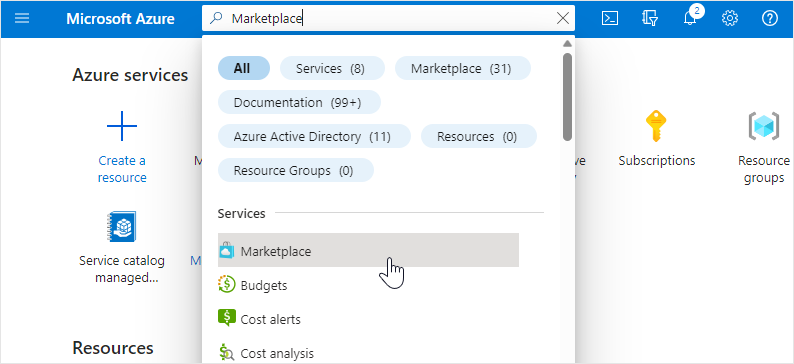 Microsoft Azure
Marketplace
2
Azure services
All
Services (8)
Marketplace (31)
Documentation (99+)
Azure Active Directory (11)
Resources (0)
Resource Groups (0)
Create a
resource
Subscriptions
Resource
groups
Services
Service catalog
managed...
Marketplace
Budgets
Cost alerts
Cost analysis
Resources